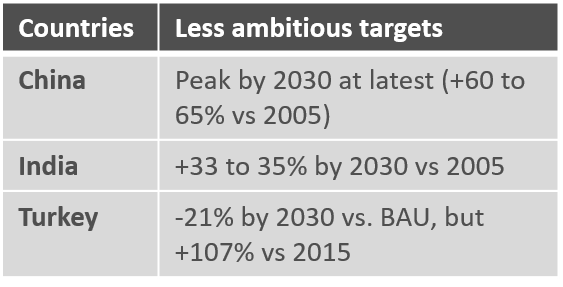 Countries Less ambitious targets
China Peak by 2030 at latest (+60 to
65% vs 2005)
India +33 to 35% by 2030 vs 2005
Turkey -21% by 2030 vs. BAU, but
+107% vs 2015